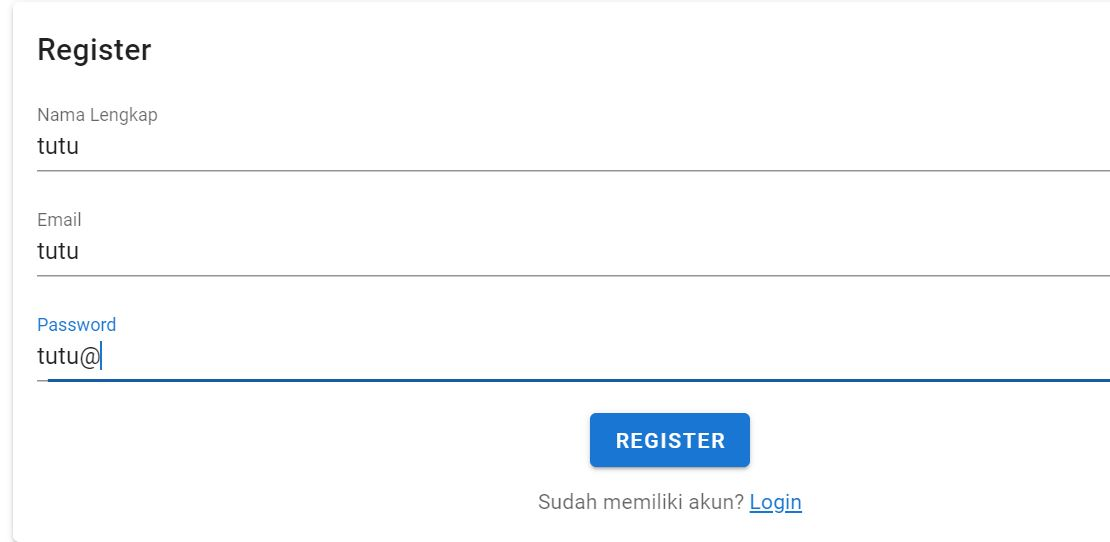 Register
Nama Lengkap
tutu
Email
tutu
Password
tutu@
REGISTER
Sudah memiliki akun? Login